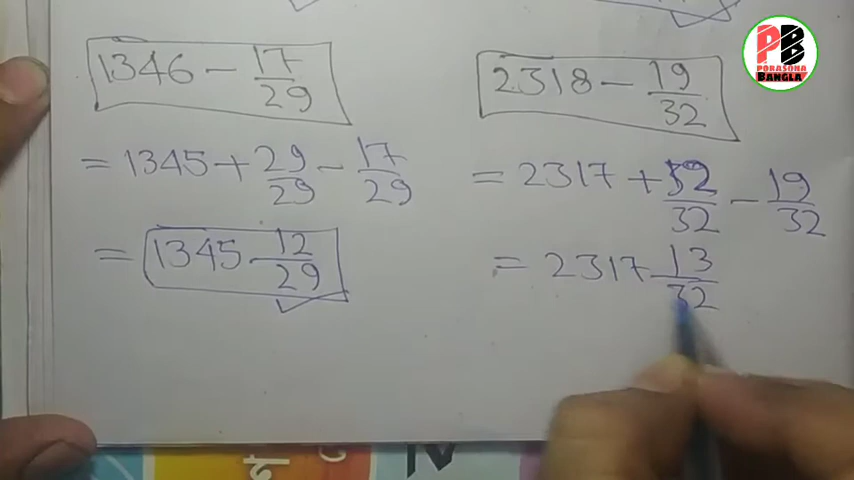 1346 - 17/29
= 1345 + 29/29 - 17/29
= 1345 12/29
2318 - 19/32
= 2317 + 32/32 - 19/32
= 2317 13/32
PB
PORASONA
BANGLA